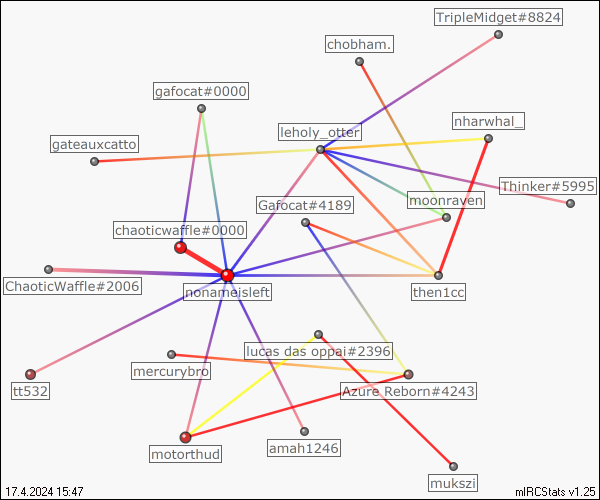 TripleMidget#8824
chobham.
gafocat#0000
nharwhal_
leholy_otter
gateauxcatto
Thinker#5995
moonraven
Gafocat#4189
chaoticwaffle#0000
ChaoticWaffle#2006
nonameisleft
then1cc
lucas das oppai#2396
mercurybro
tt532
Azure Reborn#4243
amah1246
motorthud
mukszi
17.4.2024 15:47
mIRCStats v1.25